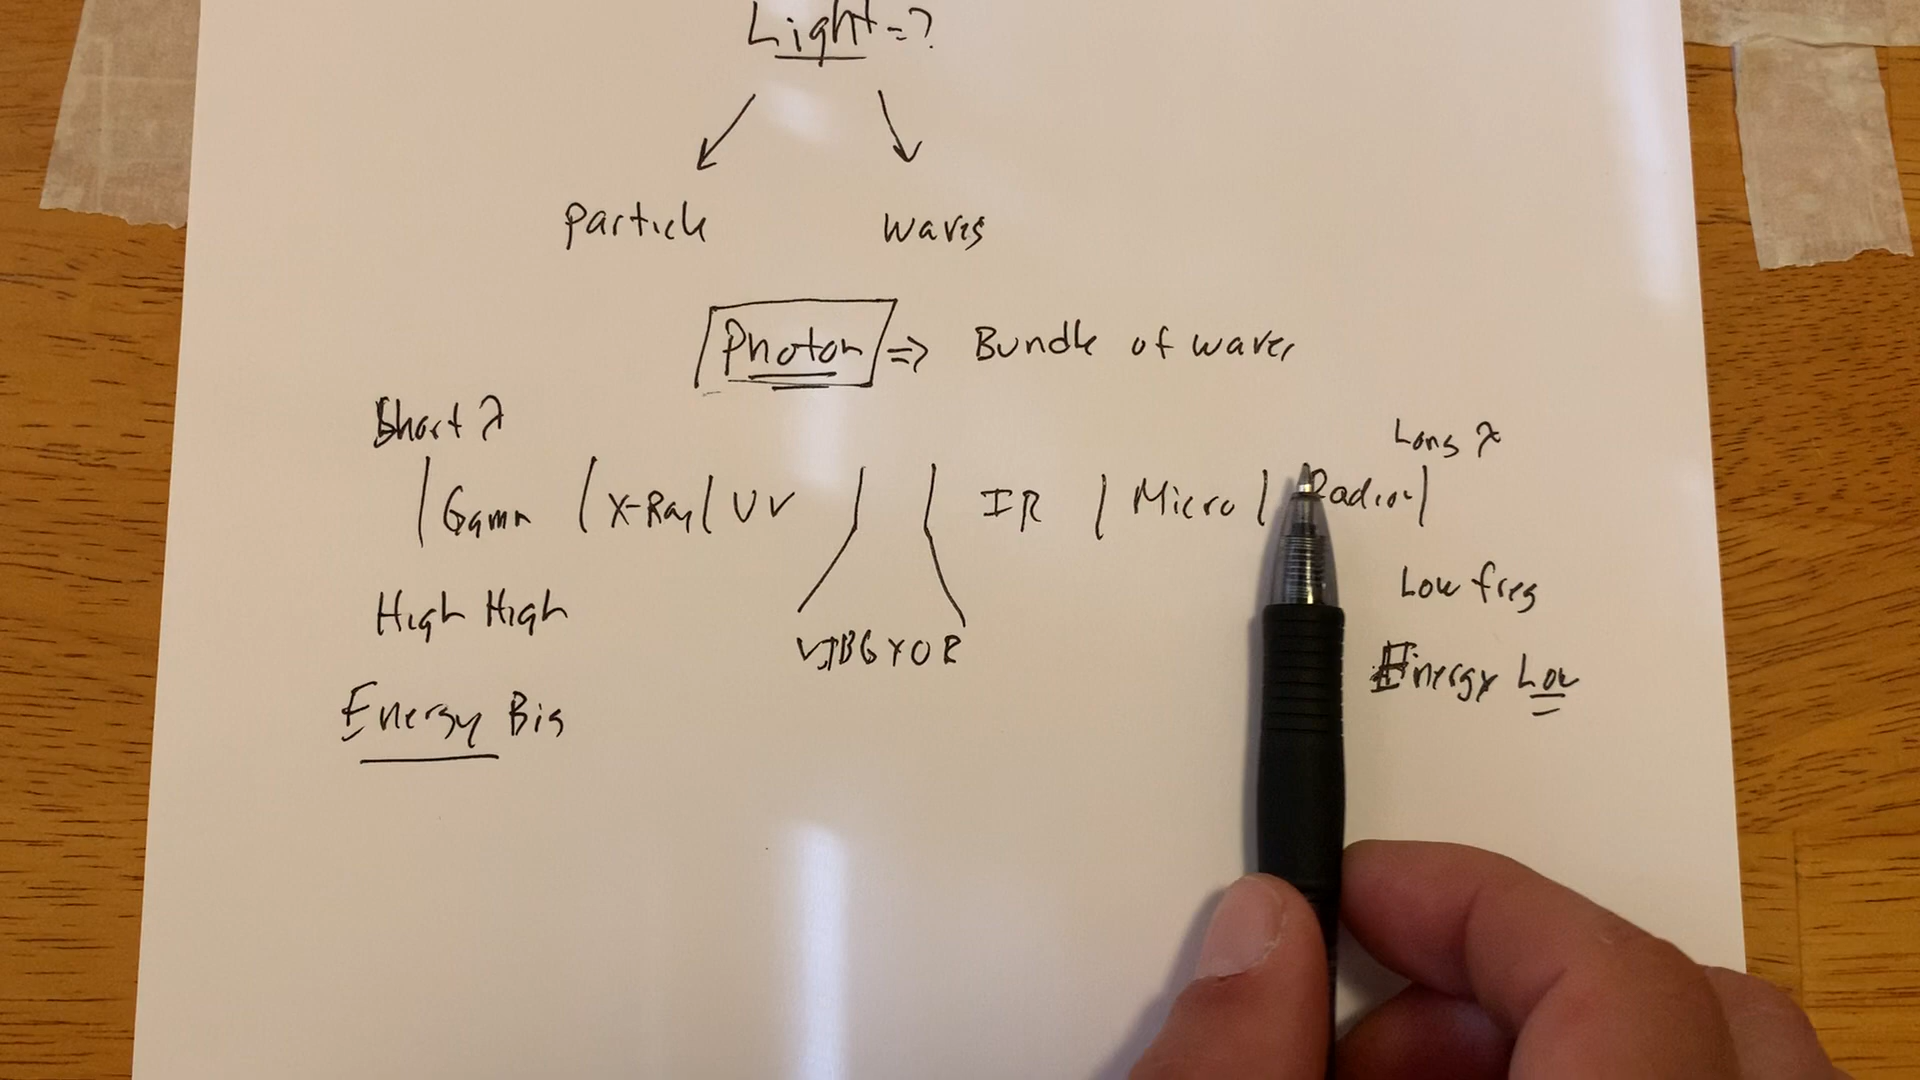 Light = ?
Particle Waves
Photon => Bundle of waves
Short λ Long λ
| Gama | X-Ray | UV | | IR | Micro | Radio |
High High Low freq
VIBGYOR
Energy Big Energy Low